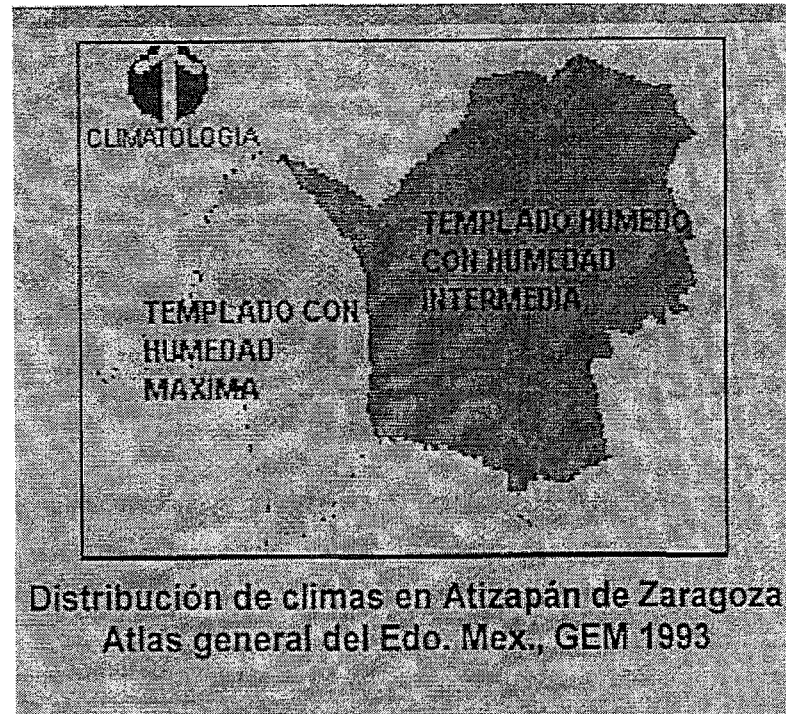 CLIMATOLOGIA
TEMPLADO HUMEDO
CON HUMEDAD
INTERMEDIA
TEMPLADO CON
HUMEDAD
MAXIMA
Distribución de climas en Atizapán de Zaragoza
Atlas general del Edo. Mex., GEM 1993